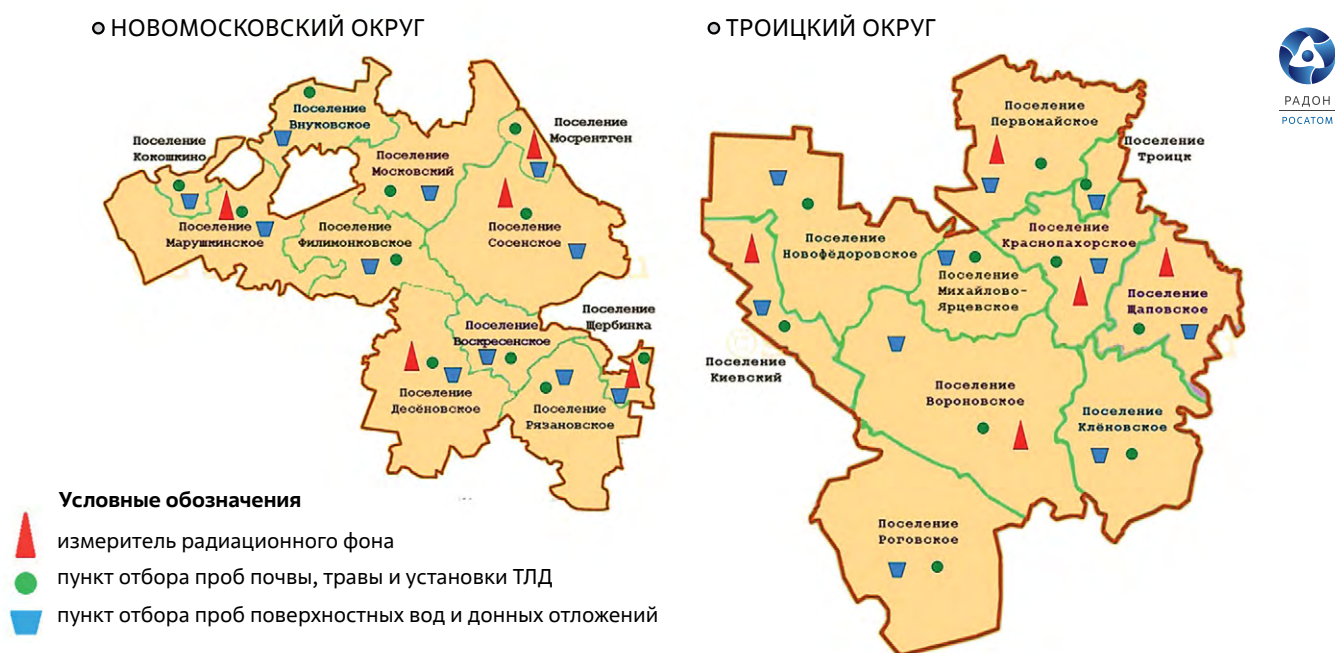 НОВОМОСКОВСКИЙ ОКРУГ
Поселение
Внуковское
Поселение
Мосрентген
Поселение
Кокошкино
Поселение
Московский
Поселение
Марушкинское
Поселение
Филимонковское
Поселение
Сосенское
Поселение
Щербинка
Поселение
Воскресенское
Поселение
Десёновское
Поселение
Рязановское
ТРОИЦКИЙ ОКРУГ
Поселение
Первомайское
Поселение
Троицк
Поселение
Краснопахорское
Поселение
Новофёдоровское
Поселение
Михайлово-
Ярцевское
Поселение
Щаповское
Поселение
Киевский
Поселение
Вороновское
Поселение
Клёновское
Поселение
Роговское
РАДОН
РОСАТОМ
Условные обозначения
измеритель радиационного фона
пункт отбора проб почвы, травы и установки ТЛД
пункт отбора проб поверхностных вод и донных отложений